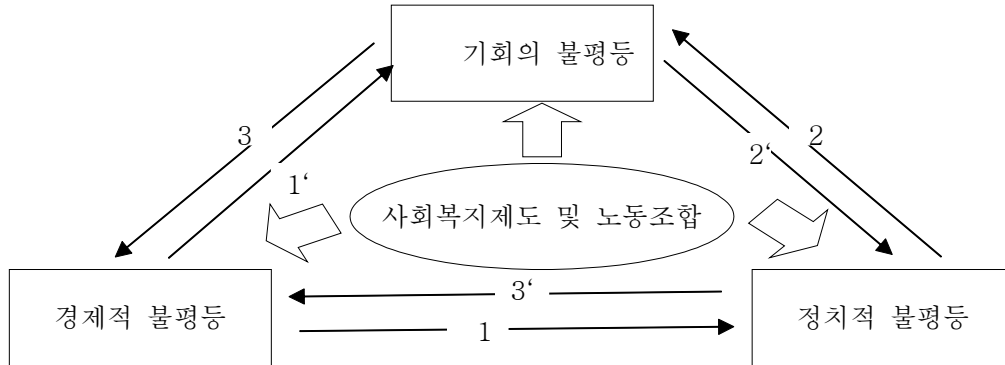 기회의 불평등
3
2
2‘
1‘
사회복지제도 및 노동조합
3‘
경제적 불평등
정치적 불평등
1